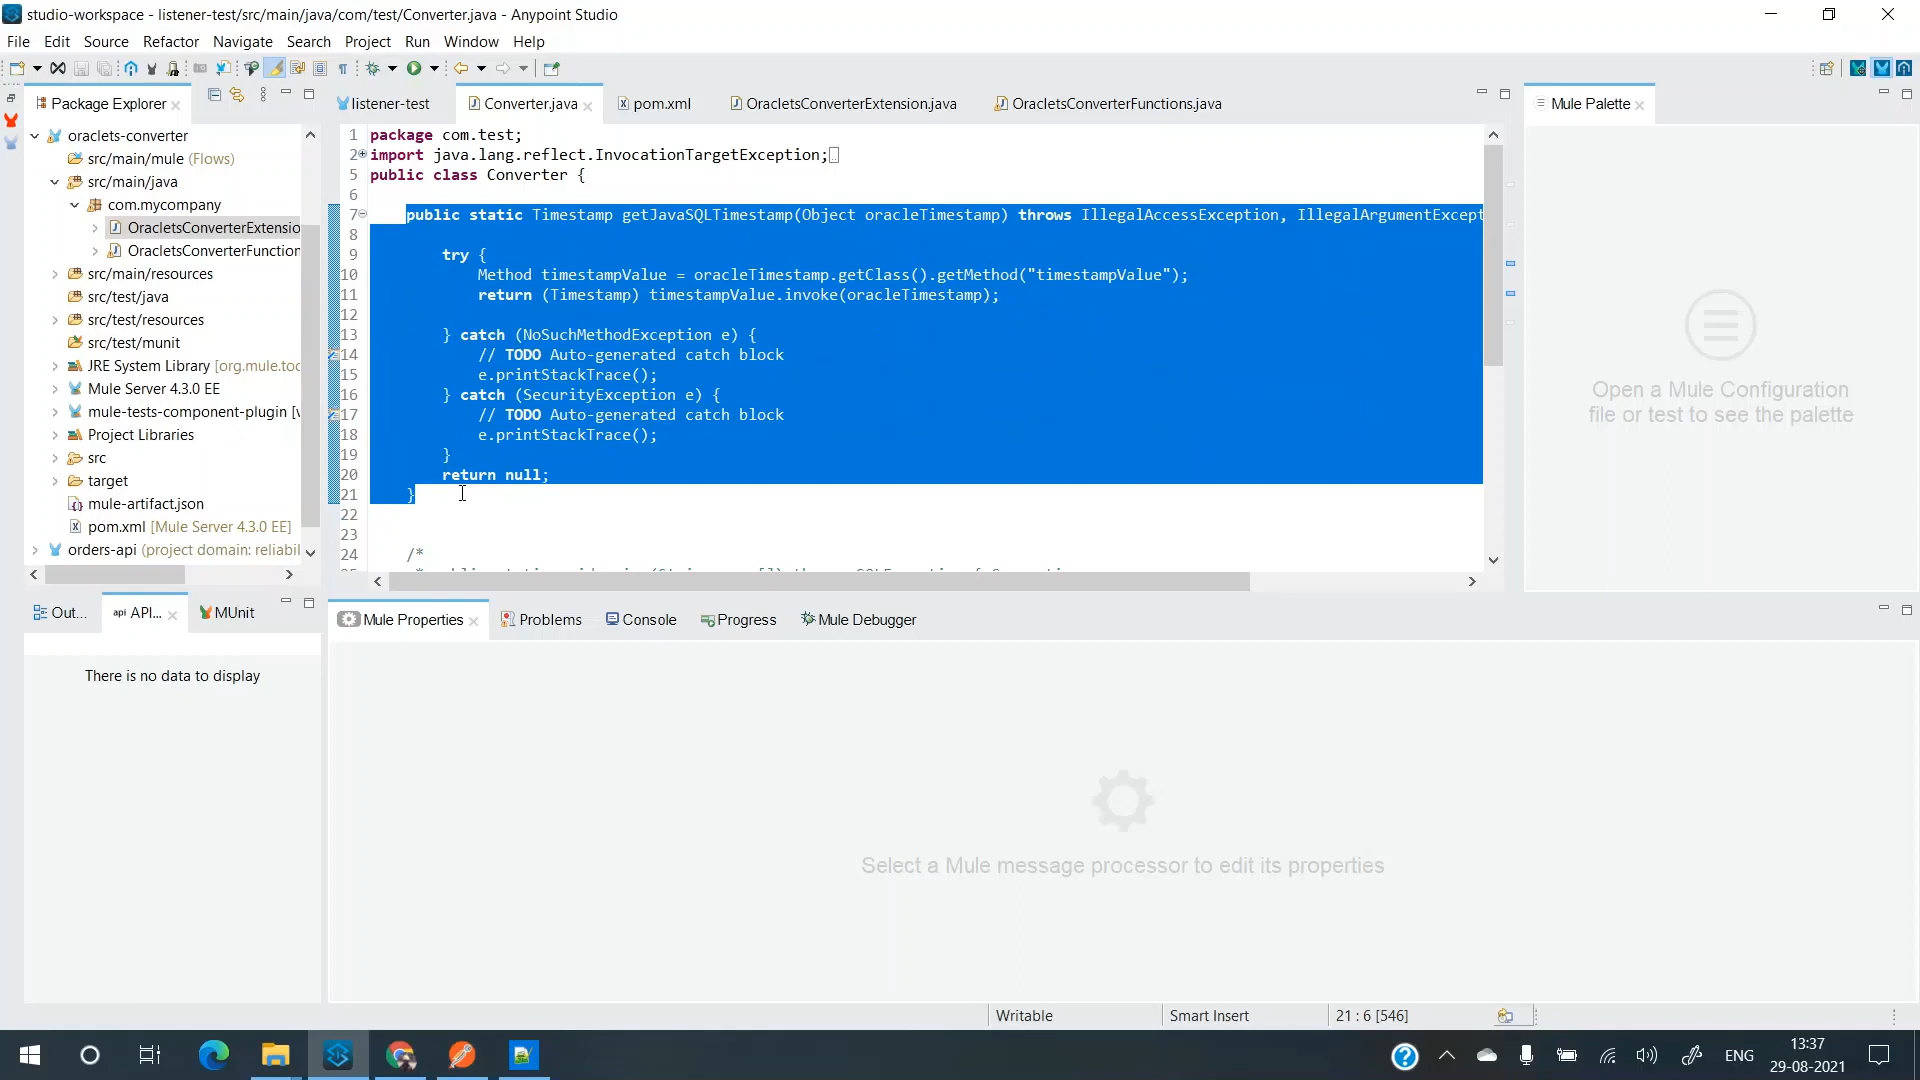 studio-workspace - listener-test/src/main/java/com/test/Converter.java - Anypoint Studio
File Edit Source Refactor Navigate Search Project Run Window Help
Package Explorer
oraclets-converter
src/main/mule (Flows)
src/main/java
com.mycompany
OracletsConverterExtensio
OracletsConverterFunction
src/main/resources
src/test/java
src/test/resources
src/test/munit
JRE System Library [org.mule.too
Mule Server 4.3.0 EE
mule-tests-component-plugin [v
Project Libraries
src
target
mule-artifact.json
pom.xml [Mule Server 4.3.0 EE]
orders-api (project domain: reliabil
listener-test Converter.java pom.xml OracletsConverterExtension.java OracletsConverterFunctions.java
1 package com.test;
2 import java.lang.reflect.InvocationTargetException;
5 public class Converter {
6
7 public static Timestamp getJavaSQLTimestamp(Object oracleTimestamp) throws IllegalAccessException, IllegalArgumentExcept
8
9 try {
10 Method timestampValue = oracleTimestamp.getClass().getMethod("timestampValue");
11 return (Timestamp) timestampValue.invoke(oracleTimestamp);
12
13 } catch (NoSuchMethodException e) {
14 // TODO Auto-generated catch block
15 e.printStackTrace();
16 } catch (SecurityException e) {
17 // TODO Auto-generated catch block
18 e.printStackTrace();
19 }
20 return null;
21 }
22
23
24 /*
Mule Palette
Open a Mule Configuration
file or test to see the palette
Out... API... MUnit
There is no data to display
Mule Properties Problems Console Progress Mule Debugger
Select a Mule message processor to edit its properties
Writable Smart Insert 21 : 6 [546]
ENG
13:37
29-08-2021